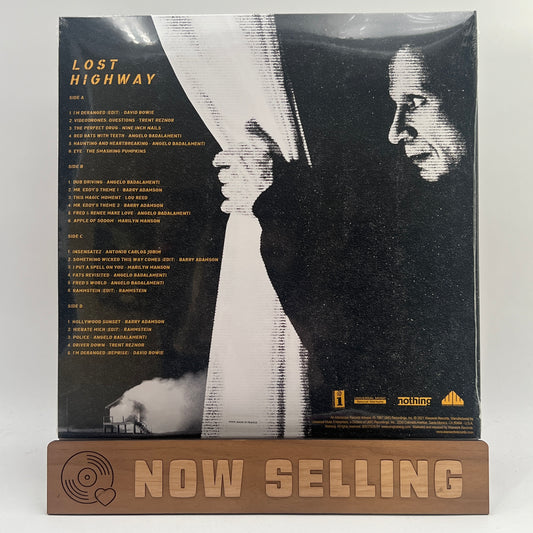 LOST
HIGHWAY
SIDE A
1 I'M DERANGED (EDIT) · DAVID BOWIE
2 VIDEODRONES; QUESTIONS · TRENT REZNOR
3 THE PERFECT DRUG · NINE INCH NAILS
4 RED BATS WITH TEETH · ANGELO BADALAMENTI
5 HAUNTING AND HEARTBREAKING · ANGELO BADALAMENTI
6 EYE · THE SMASHING PUMPKINS
SIDE B
1 DUB DRIVING · ANGELO BADALAMENTI
2 MR. EDDY'S THEME 1 · BARRY ADAMSON
3 THIS MAGIC MOMENT · LOU REED
4 MR. EDDY'S THEME 2 · BARRY ADAMSON
5 FRED & RENEE MAKE LOVE · ANGELO BADALAMENTI
6 APPLE OF SODOM · MARILYN MANSON
SIDE C
1 INSENSATEZ · ANTONIO CARLOS JOBIM
2 SOMETHING WICKED THIS WAY COMES (EDIT) · BARRY ADAMSON
3 I PUT A SPELL ON YOU · MARILYN MANSON
4 FATS REVISITED · ANGELO BADALAMENTI
5 FRED'S WORLD · ANGELO BADALAMENTI
6 RAMMSTEIN (EDIT) · RAMMSTEIN
SIDE D
1 HOLLYWOOD SUNSET · BARRY ADAMSON
2 HEIRATE MICH (EDIT) · RAMMSTEIN
3 POLICE · ANGELO BADALAMENTI
4 DRIVER DOWN · TRENT REZNOR
5 I'M DERANGED (REPRISE) · DAVID BOWIE
nothing
NOW SELLING